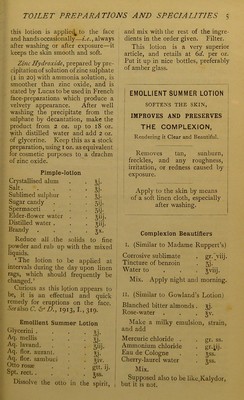 TOILET PREPARATIONS AND SPECIALITIES 5
this lotion is applied to the face
and hands occasionally—i.e., always
after washing or after exposure—it
keeps the skin smooth and soft.
Zinc Hydroxide, prepared by pre-
cipitation of solution of zinc sulphate
(1 in 20) with ammonia solution, is
smoother than zinc oxide, and is
stated by Lucas to be used in French
face-preparations which produce a
velvety appearance. After well
washing the precipitate from the
sulphate by decantation, make the
product from 2 oz. up to 18 oz.
with distilled water and add 2 oz.
of glycerine. Keep this as a stock
preparation, using 1 oz. as equivalent
for cosmetic purposes to a drachm
of zinc oxide.
Pimple-lotion
Crystallised alum
Salt
Sublimed sulphur
Sugar candy
Spermaceti
Elder-flower water
Distilled water
Brandy
Reduce all the solids to fine
powder and rub up with the mixed
liquids.
'The lotion to be applied at
intervals during the day upon linen
rags, which should frequently be
changed.'
Curious as this lotion appears to
be, it is an effectual and quick
remedy for eruptions on the face.
See also C. & D., 1913, I., 319.
Emollient Summer Lotion
Glycerini
Aq. mellis
Aq. lavand.
Aq. flor. aurant.
Aq. flor. sambuci
Otto rosæ
Spt. rect.
Dissolve the otto in the spirit,
and mix with the rest of the ingre-
dients in the order given. Filter.
This lotion is a very superior
article, and retails at 6d. per oz.
Put it up in nice bottles, preferably
of amber glass.
EMOLLIENT SUMMER LOTION
SOFTENS THE SKIN,
IMPROVES AND PRESERVES
THE COMPLEXION,
Rendering it Clear and Beautiful.
Removes tan, sunburn,
freckles, and any roughness,
irritation, or redness caused by
exposure.
Apply to the skin by means
of a soft linen cloth, especially
after washing.
Complexion Beautifiers
I. (Similar to Madame Ruppert's)
Corrosive sublimate gr. viij.
Tincture of benzoin
Water to
Mix. Apply night and morning.
II. (Similar to Gowland's Lotion)
Blanched bitter almonds
Rose-water
Make a milky emulsion, strain,
and add
Mercuric chloride gr. ss.
Ammonium chloride
Eau de Cologne
Cherry-laurel water
Mix.
Supposed also to be like Kalydor,
but it is not.